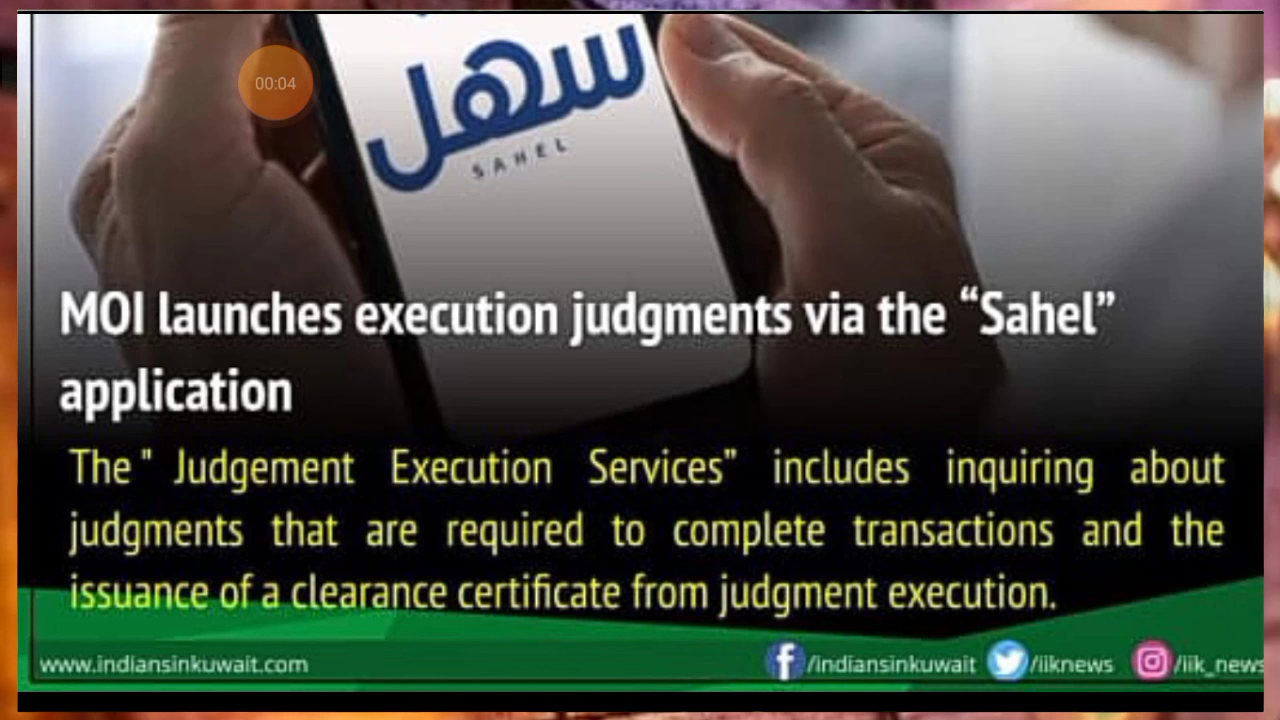 00:04
سهل
SAHEL
MOI launches execution judgments via the “Sahel”
application
The " Judgement Execution Services” includes inquiring about
judgments that are required to complete transactions and the
issuance of a clearance certificate from judgment execution.
www.indiansinkuwait.com /indiansinkuwait /iiknews /iik_news